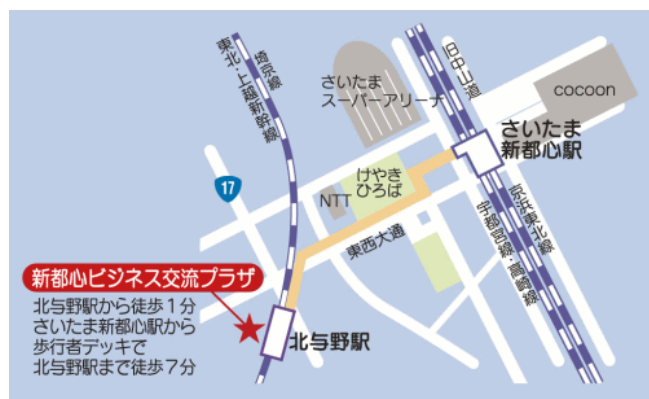 埼京線
東北・上越新幹線
さいたま
スーパーアリーナ
旧中山道
cocoon
さいたま
新都心駅
けやき
ひろば
NTT
17
東西大通
京浜東北線
宇都宮線・高崎線
新都心ビジネス交流プラザ
北与野駅から徒歩1分
さいたま新都心駅から
歩行者デッキで
北与野駅まで徒歩7分
北与野駅